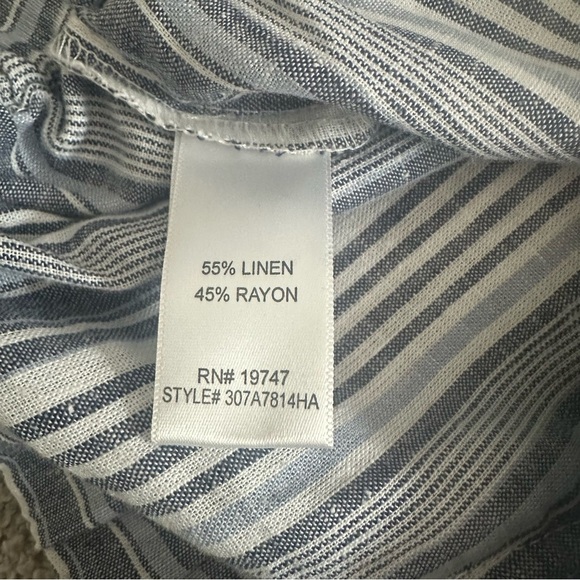 55% LINEN
45% RAYON
RN# 19747
STYLE# 307A7814HA